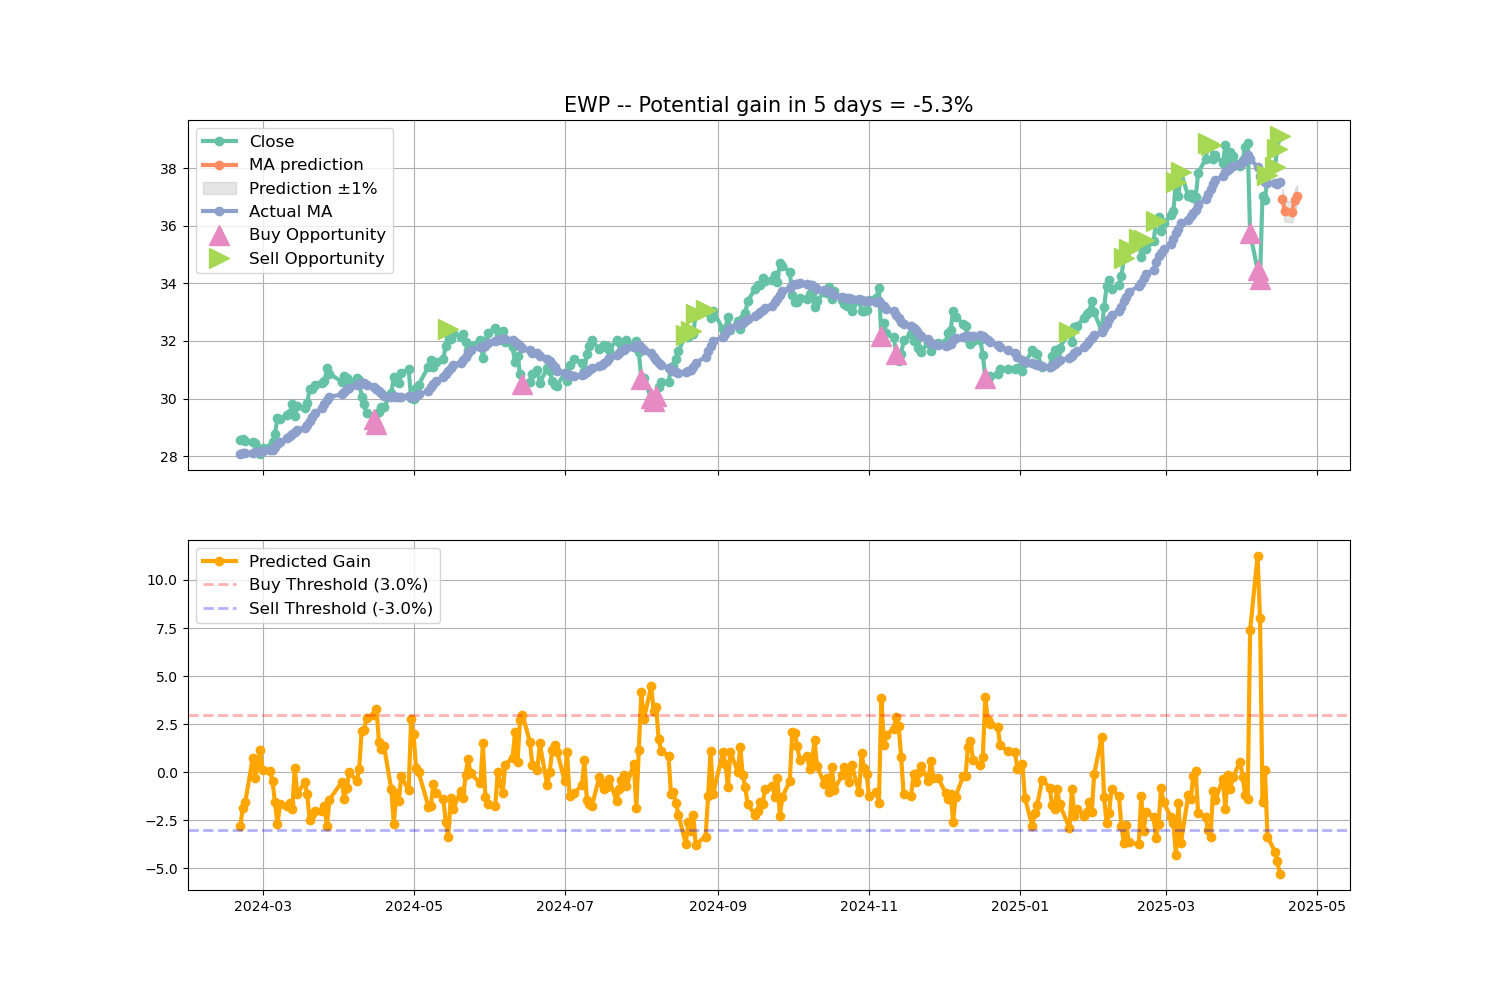 EWP -- Potential gain in 5 days = -5.3%
Close
MA prediction
Prediction ±1%
Actual MA
Buy Opportunity
Sell Opportunity
38
36
34
32
30
28
Predicted Gain
Buy Threshold (3.0%)
Sell Threshold (-3.0%)
10.0
7.5
5.0
2.5
0.0
−2.5
−5.0
2024-03 2024-05 2024-07 2024-09 2024-11 2025-01 2025-03 2025-05